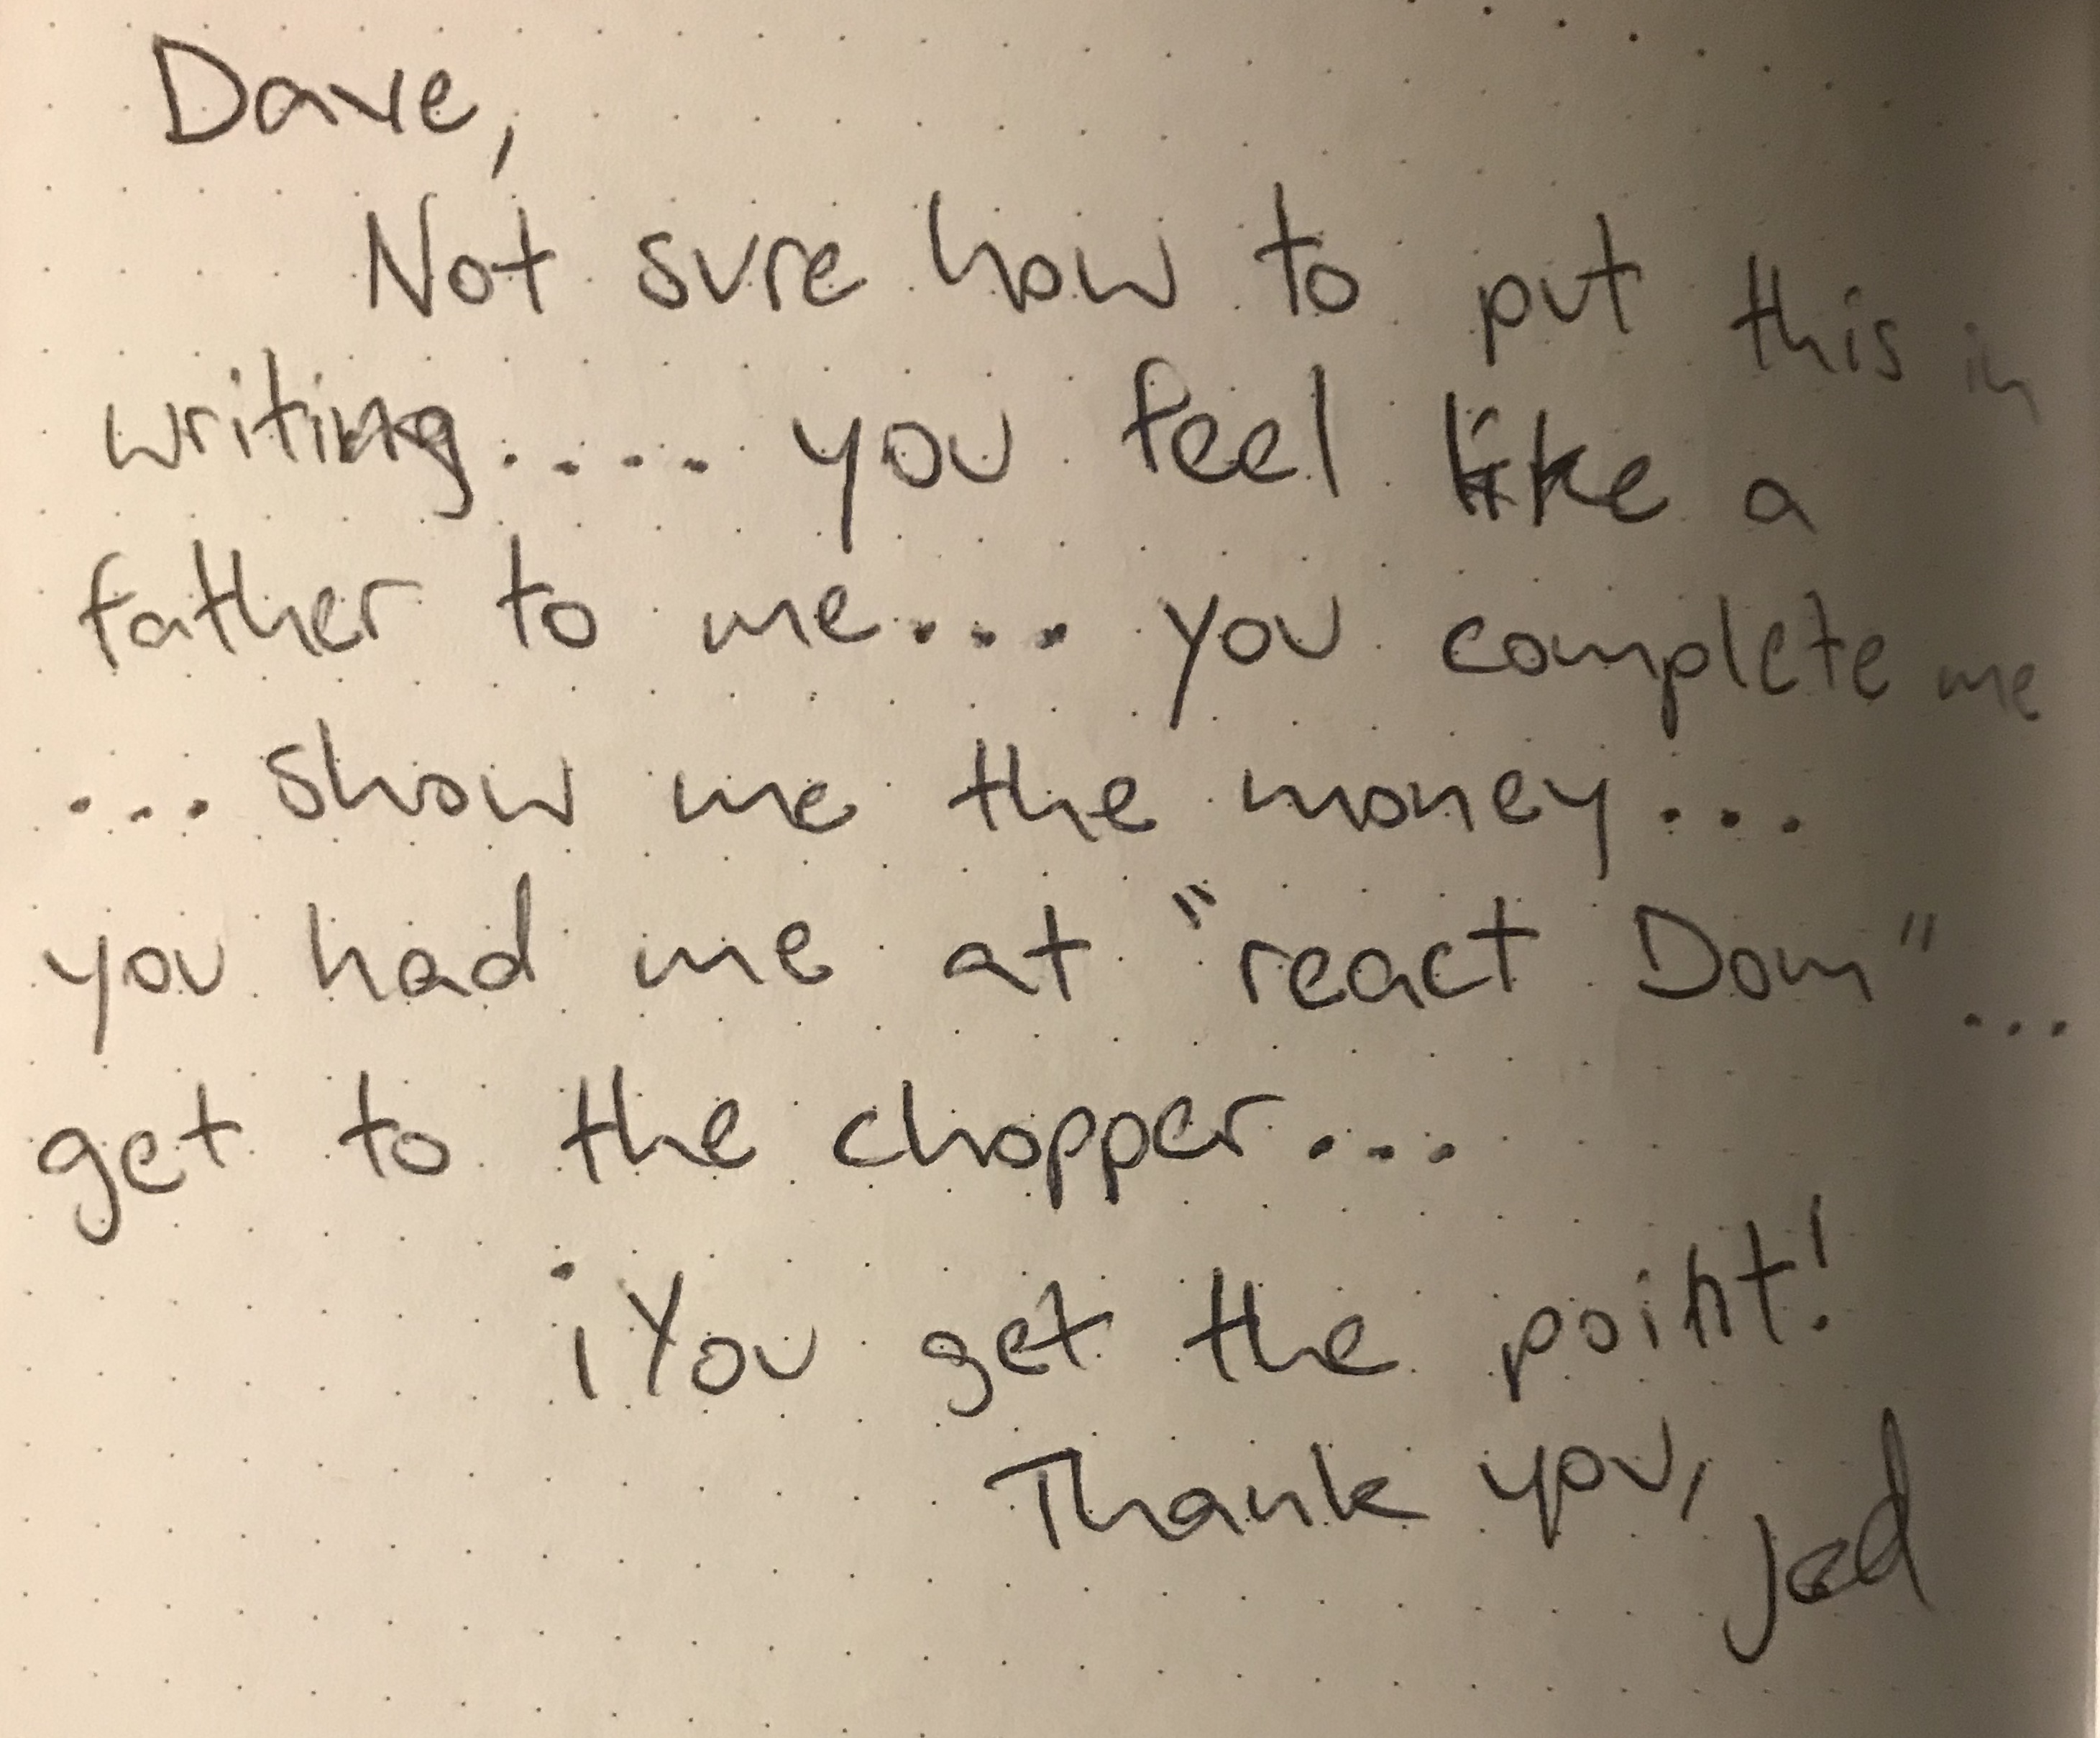 Dave,
Not sure how to put this in
writing.... you feel like a
father to me... you complete me
... show me the money...
you had me at "react Dom"...
get to the chopper...
¡You get the point!
Thank you,
Jed